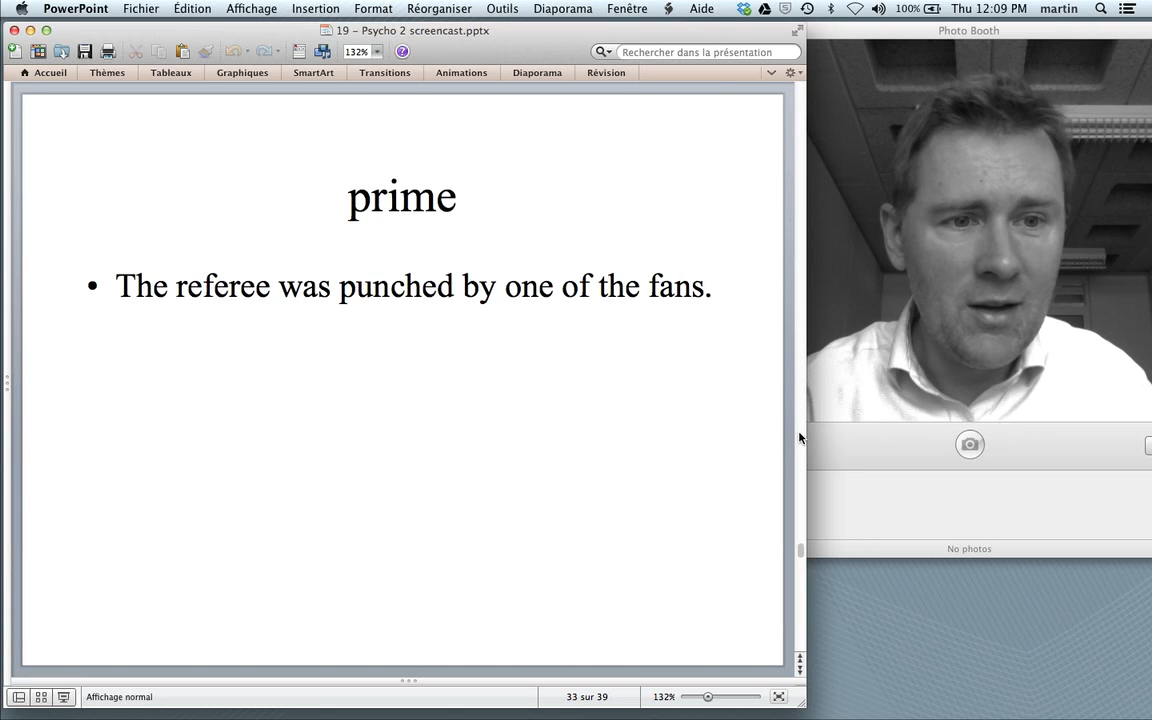 PowerPoint Fichier Édition Affichage Insertion Format Réorganiser Outils Diaporama Fenêtre Aide 100% Thu 12:09 PM martin
19 – Psycho 2 screencast.pptx
Photo Booth
132% Rechercher dans la présentation
Accueil Thèmes Tableaux Graphiques SmartArt Transitions Animations Diaporama Révision
prime
• The referee was punched by one of the fans.
No photos
Affichage normal 33 sur 39 132%